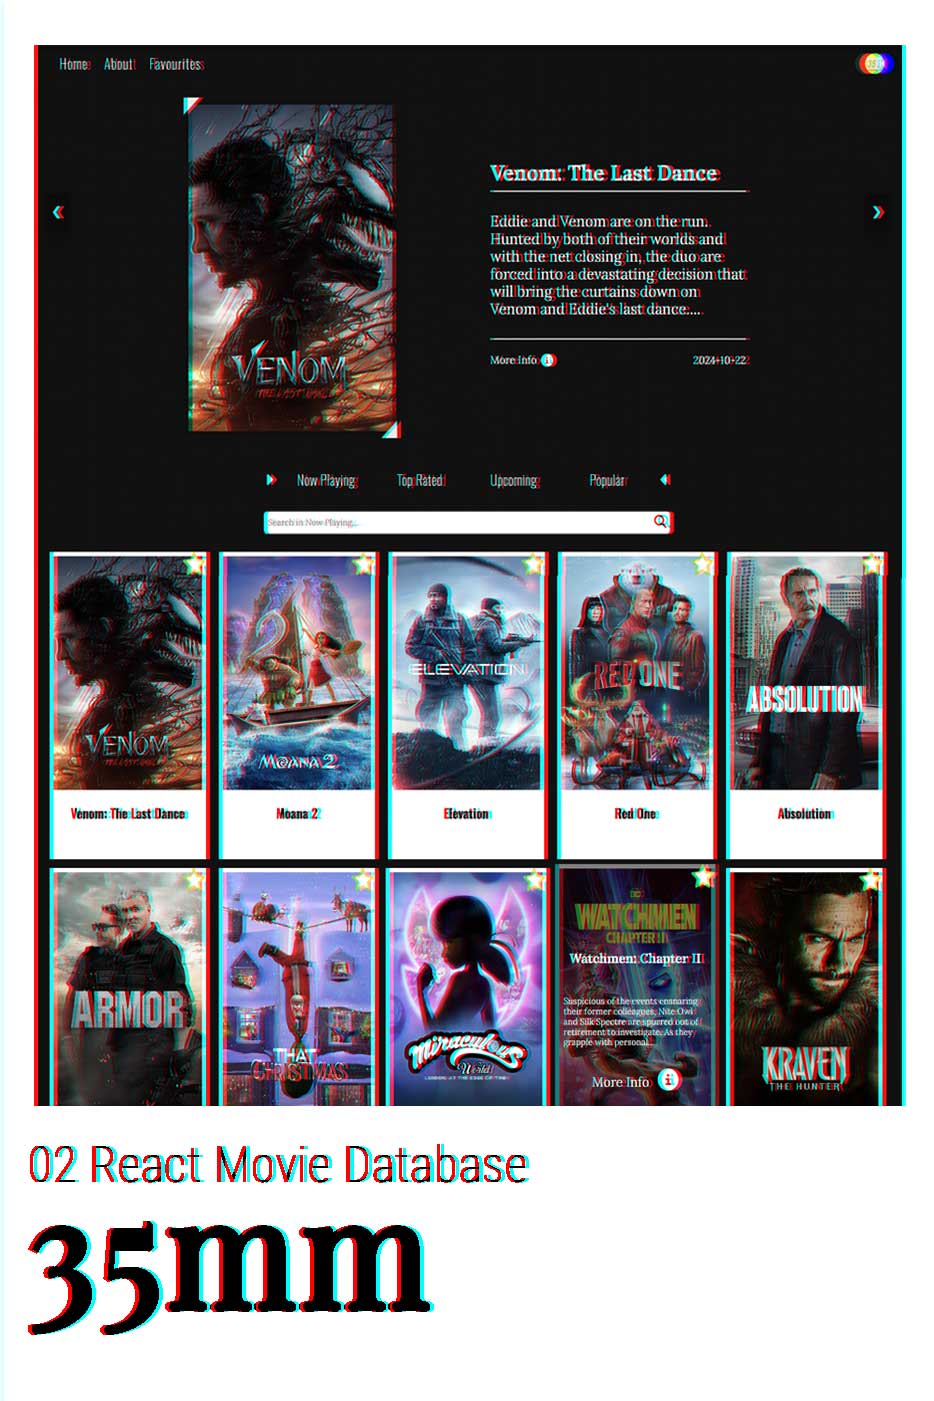 Home About Favourites
Venom: The Last Dance
Eddie and Venom are on the run.
Hunted by both of their worlds and
with the net closing in, the duo are
forced into a devastating decision that
will bring the curtains down on
Venom and Eddie's last dance....
VENOM
THE LAST DANCE
More Info i 2024-10-22
Now Playing Top Rated Upcoming Popular
Search in Now Playing...
VENOM
THE LAST DANCE
MOANA 2
ELEVATION
RED ONE
ABSOLUTION
Venom: The Last Dance Moana 2 Elevation Red One Absolution
ARMOR
THAT
CHRISTMAS
Miraculous
World
WATCHMEN
CHAPTER II
Watchmen: Chapter II
Suspicious of the events ensnaring
their former colleagues, Nite Owl
and Silk Spectre are spurred out of
retirement to investigate. As they
grapple with personal...
More Info i
KRAVEN
THE HUNTER
02 React Movie Database
35mm